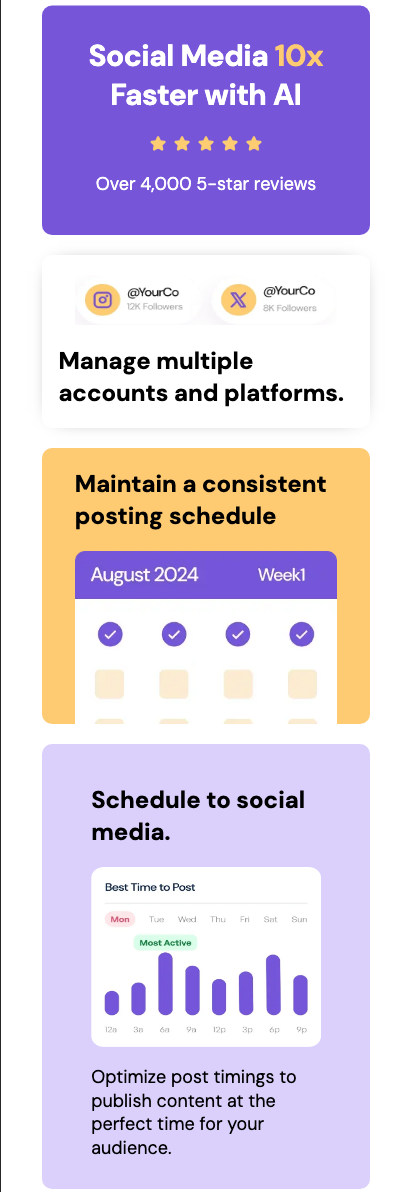 Social Media 10x
Faster with AI
Over 4,000 5-star reviews
@YourCo
12K Followers
@YourCo
8K Followers
Manage multiple
accounts and platforms.
Maintain a consistent
posting schedule
August 2024 Week1
Schedule to social
media.
Best Time to Post
Mon Tue Wed Thu Fri Sat Sun
Most Active
12a 3a 6a 9a 12p 3p 6p 9p
Optimize post timings to
publish content at the
perfect time for your
audience.